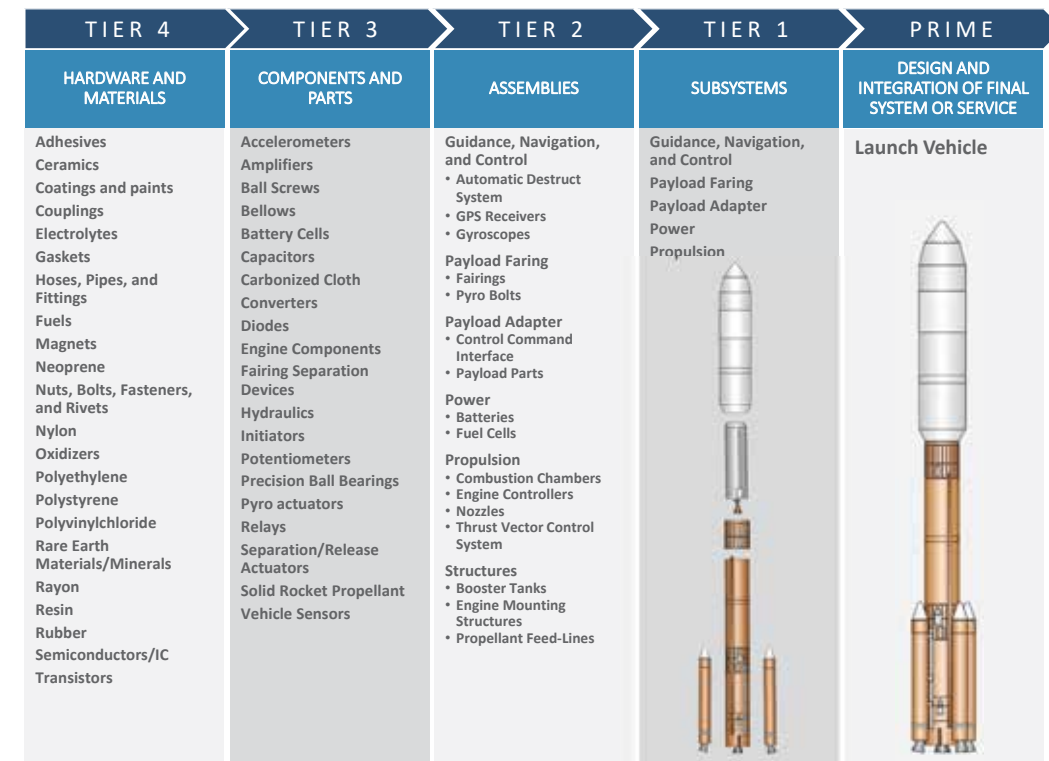 TIER 4
TIER 3
TIER 2
TIER 1
PRIME
HARDWARE AND
MATERIALS
COMPONENTS AND
PARTS
ASSEMBLIES
SUBSYSTEMS
DESIGN AND
INTEGRATION OF FINAL
SYSTEM OR SERVICE
Adhesives
Ceramics
Coatings and paints
Couplings
Electrolytes
Gaskets
Hoses, Pipes, and
Fittings
Fuels
Magnets
Neoprene
Nuts, Bolts, Fasteners,
and Rivets
Nylon
Oxidizers
Polyethylene
Polystyrene
Polyvinylchloride
Rare Earth
Materials/Minerals
Rayon
Resin
Rubber
Semiconductors/IC
Transistors
Accelerometers
Amplifiers
Ball Screws
Bellows
Battery Cells
Capacitors
Carbonized Cloth
Converters
Diodes
Engine Components
Fairing Separation
Devices
Hydraulics
Initiators
Potentiometers
Precision Ball Bearings
Pyro actuators
Relays
Separation/Release
Actuators
Solid Rocket Propellant
Vehicle Sensors
Guidance, Navigation,
and Control
• Automatic Destruct
System
• GPS Receivers
• Gyroscopes
Payload Faring
• Fairings
• Pyro Bolts
Payload Adapter
• Control Command
Interface
• Payload Parts
Power
• Batteries
• Fuel Cells
Propulsion
• Combustion Chambers
• Engine Controllers
• Nozzles
• Thrust Vector Control
System
Structures
• Booster Tanks
• Engine Mounting
Structures
• Propellant Feed-Lines
Guidance, Navigation,
and Control
Payload Faring
Payload Adapter
Power
Propulsion
Launch Vehicle